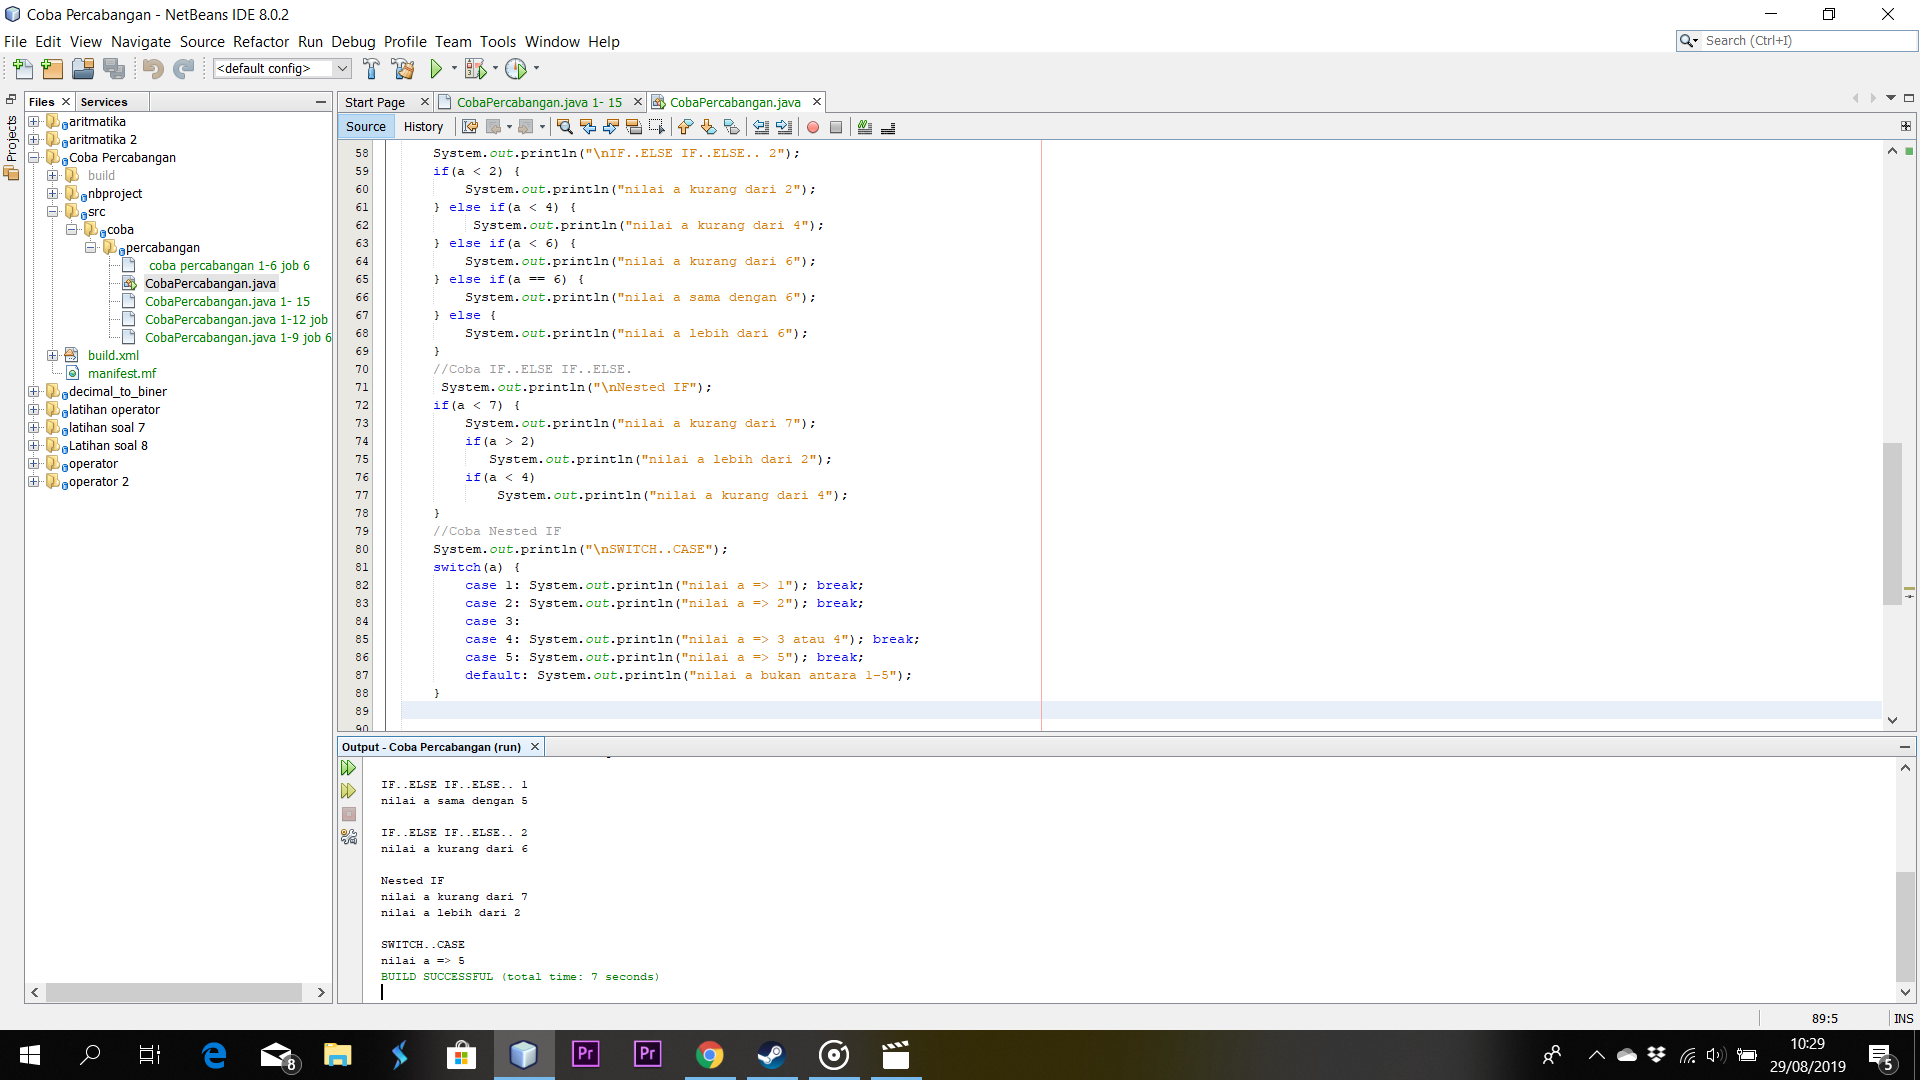 Coba Percabangan - NetBeans IDE 8.0.2
File Edit View Navigate Source Refactor Run Debug Profile Team Tools Window Help
Search (Ctrl+I)
<default config>
Projects
Files
Services
aritmatika
aritmatika 2
Coba Percabangan
build
nbproject
src
coba
percabangan
coba percabangan 1-6 job 6
CobaPercabangan.java
CobaPercabangan.java 1- 15
CobaPercabangan.java 1-12 job
CobaPercabangan.java 1-9 job 6
build.xml
manifest.mf
decimal_to_biner
latihan operator
latihan soal 7
Latihan soal 8
operator
operator 2
Start Page
CobaPercabangan.java 1- 15
CobaPercabangan.java
Source History
58 System.out.println("\nIF..ELSE IF..ELSE.. 2");
59 if(a < 2) {
60 System.out.println("nilai a kurang dari 2");
61 } else if(a < 4) {
62 System.out.println("nilai a kurang dari 4");
63 } else if(a < 6) {
64 System.out.println("nilai a kurang dari 6");
65 } else if(a == 6) {
66 System.out.println("nilai a sama dengan 6");
67 } else {
68 System.out.println("nilai a lebih dari 6");
69 }
70 //Coba IF..ELSE IF..ELSE.
71 System.out.println("\nNested IF");
72 if(a < 7) {
73 System.out.println("nilai a kurang dari 7");
74 if(a > 2)
75 System.out.println("nilai a lebih dari 2");
76 if(a < 4)
77 System.out.println("nilai a kurang dari 4");
78 }
79 //Coba Nested IF
80 System.out.println("\nSWITCH..CASE");
81 switch(a) {
82 case 1: System.out.println("nilai a => 1"); break;
83 case 2: System.out.println("nilai a => 2"); break;
84 case 3:
85 case 4: System.out.println("nilai a => 3 atau 4"); break;
86 case 5: System.out.println("nilai a => 5"); break;
87 default: System.out.println("nilai a bukan antara 1-5");
88 }
89
90
Output - Coba Percabangan (run)
IF..ELSE IF..ELSE.. 1
nilai a sama dengan 5
IF..ELSE IF..ELSE.. 2
nilai a kurang dari 6
Nested IF
nilai a kurang dari 7
nilai a lebih dari 2
SWITCH..CASE
nilai a => 5
BUILD SUCCESSFUL (total time: 7 seconds)
89:5 INS
8
Pr
Pr
10:29
29/08/2019
5